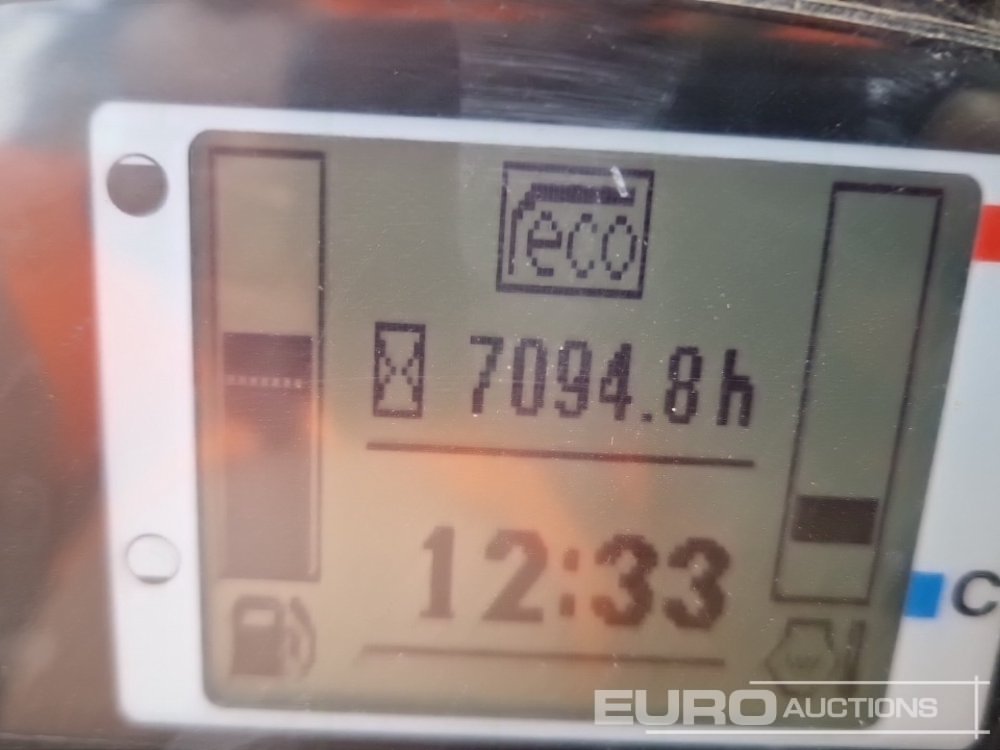 eco
7094.8h
12:33
C
EURO AUCTIONS